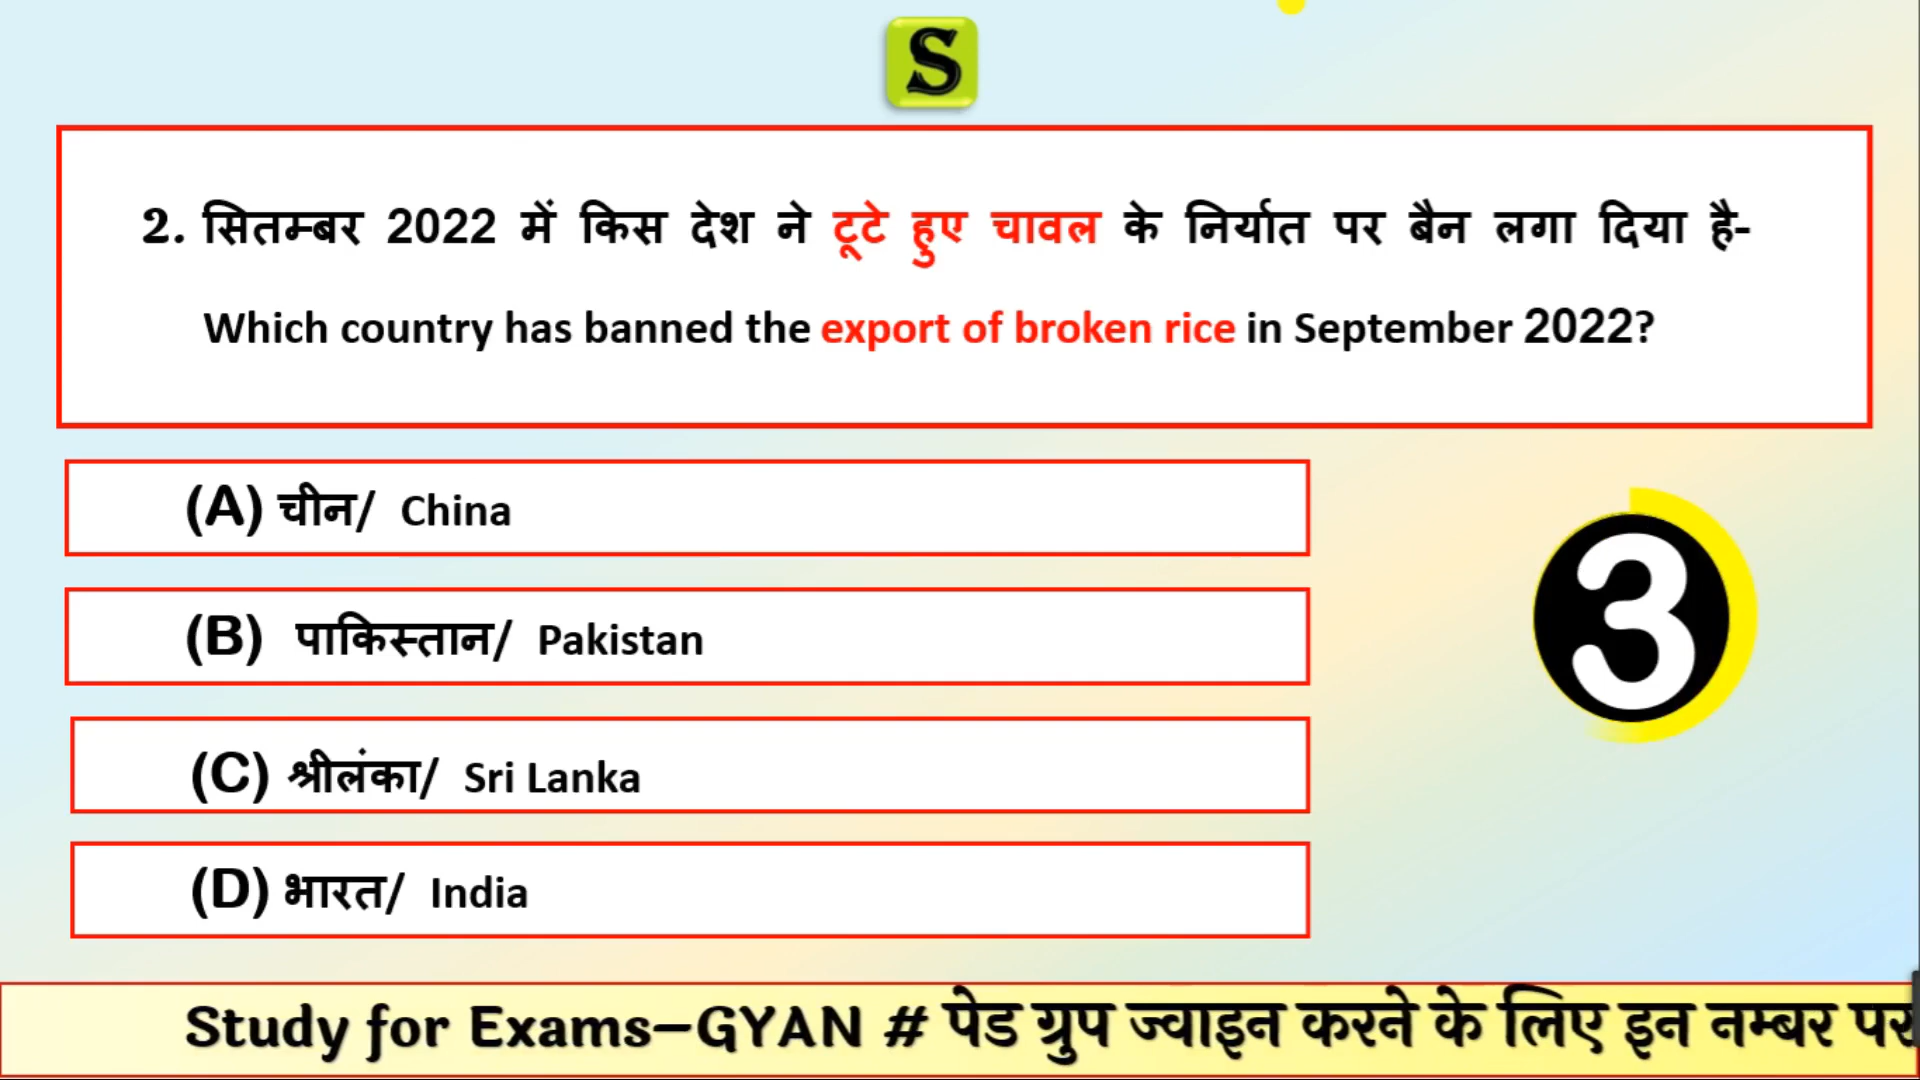 S
2. सितम्बर 2022 में किस देश ने टूटे हुए चावल के निर्यात पर बैन लगा दिया है-
Which country has banned the export of broken rice in September 2022?
(A) चीन/ China
(B) पाकिस्तान/ Pakistan
3
(C) श्रीलंका/ Sri Lanka
(D) भारत/ India
Study for Exams–GYAN # पेड ग्रुप ज्वाइन करने के लिए इन नम्बर पर